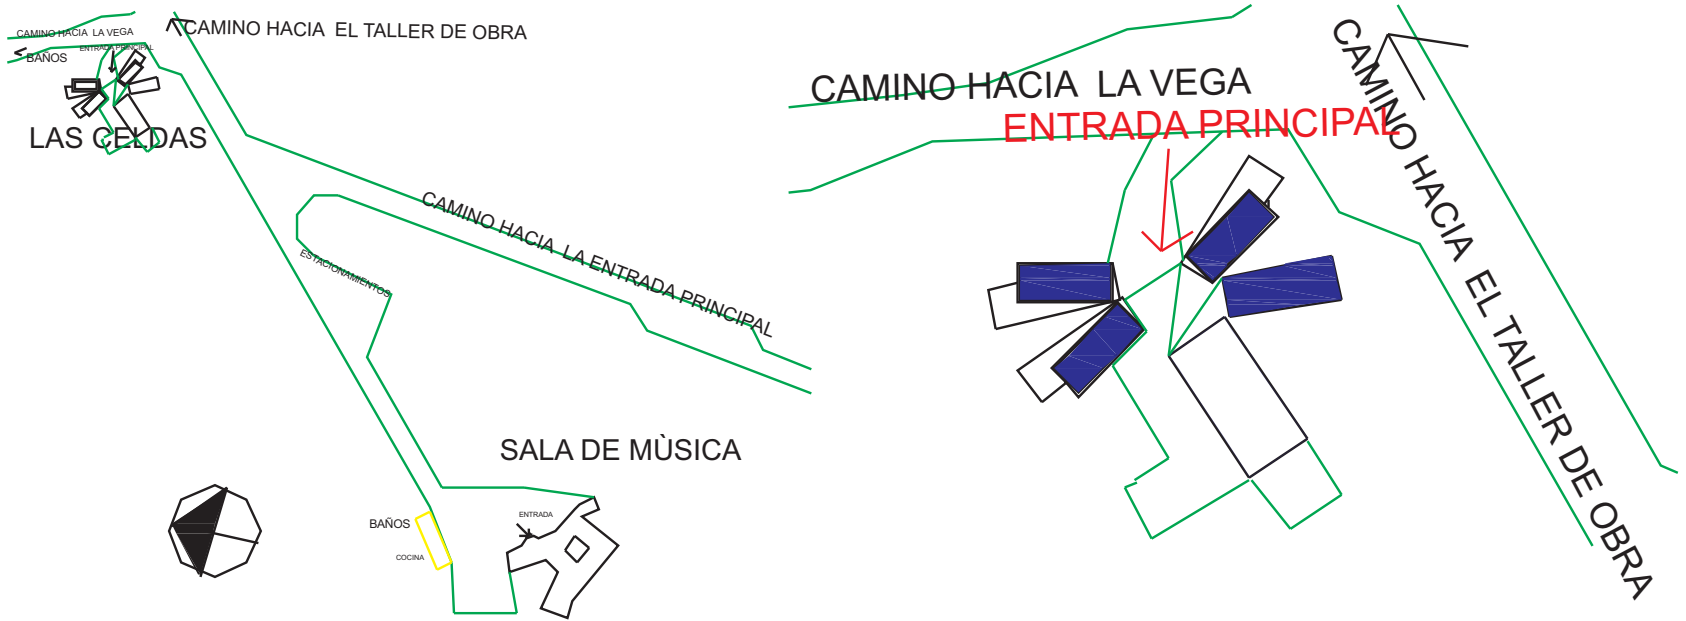 CAMINO HACIA LA VEGA
CAMINO HACIA EL TALLER DE OBRA
ENTRADA PRINCIPAL
BAÑOS
LAS CELDAS
CAMINO HACIA LA ENTRADA PRINCIPAL
ESTACIONAMIENTOS
SALA DE MÙSICA
BAÑOS
ENTRADA
COCINA
CAMINO HACIA LA VEGA
ENTRADA PRINCIPAL
CAMINO HACIA EL TALLER DE OBRA